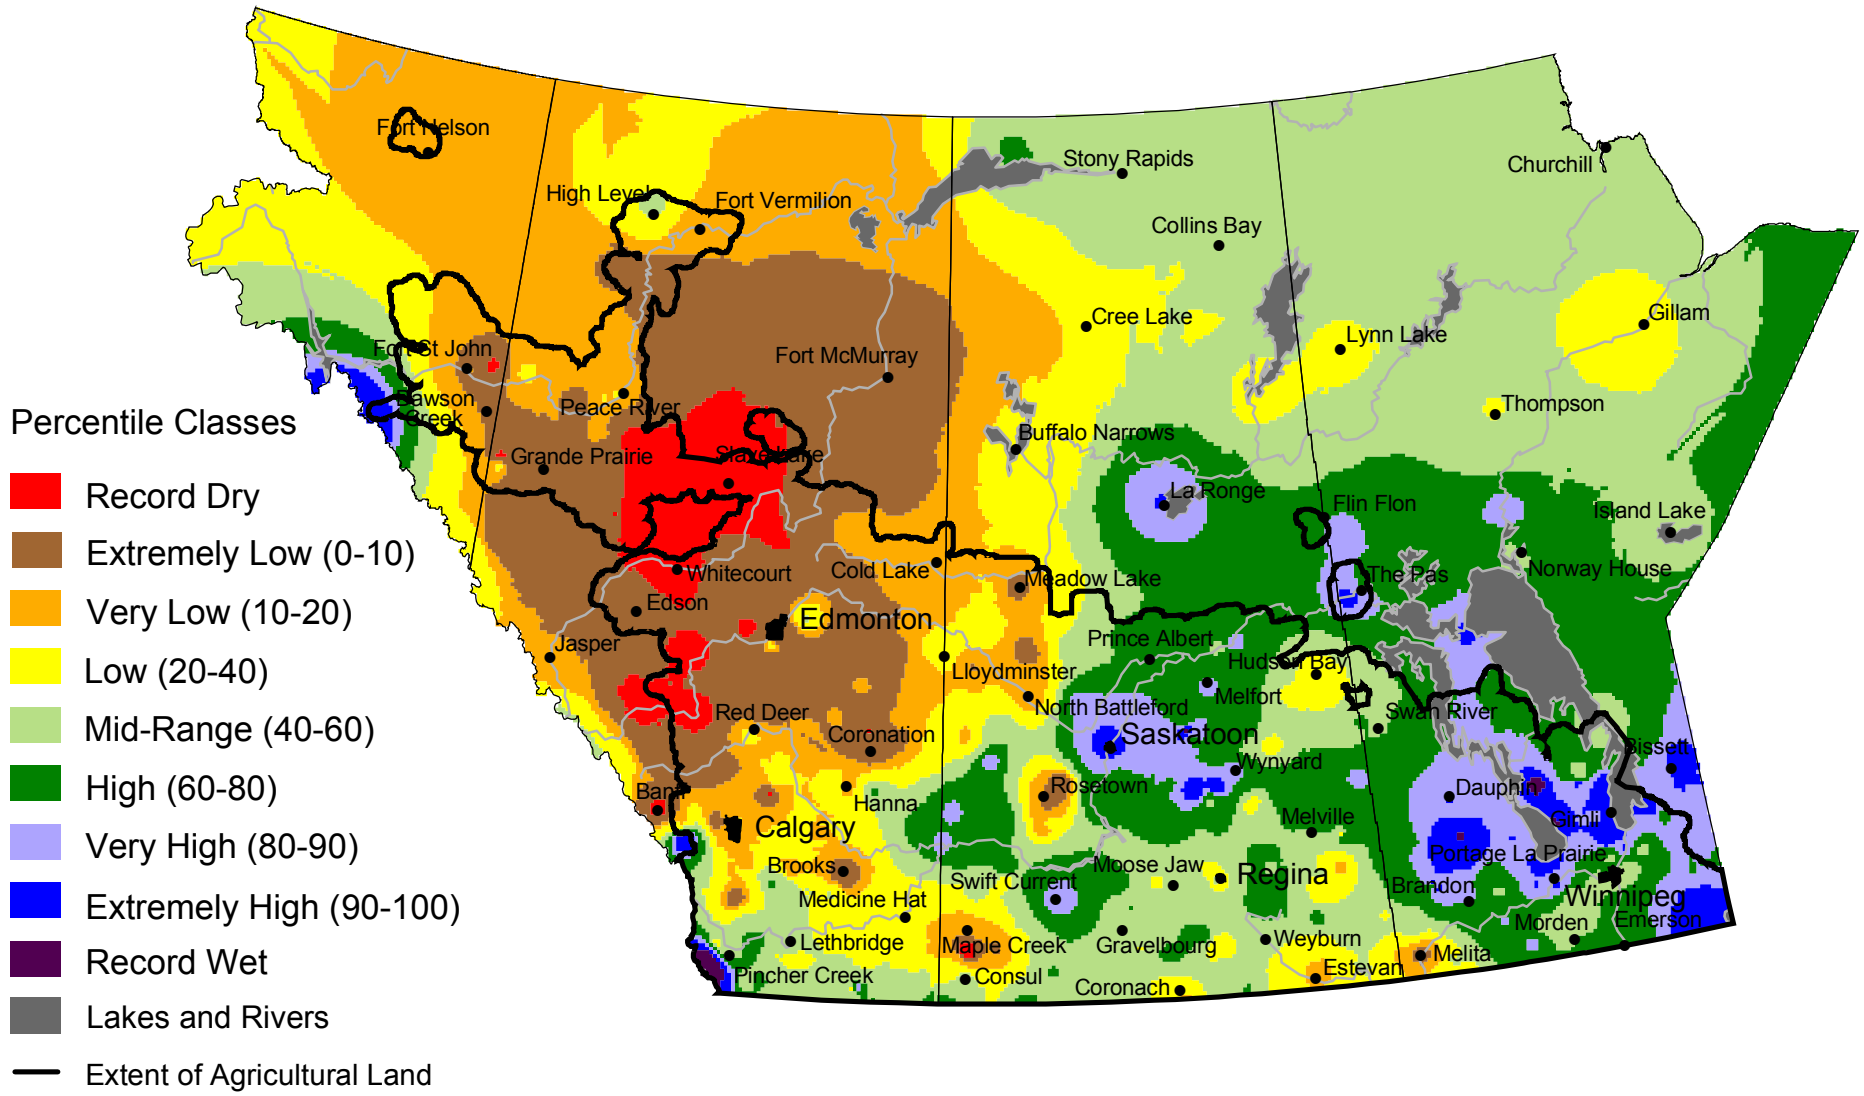 Fort Nelson
Churchill
Stony Rapids
High Level
Fort Vermilion
Collins Bay
Gillam
Cree Lake
Lynn Lake
Fort St John
Fort McMurray
Dawson
Creek
Peace River
Thompson
Percentile Classes
Buffalo Narrows
Grande Prairie
Slave Lake
La Ronge
Record Dry
Flin Flon
Island Lake
Extremely Low (0-10)
Whitecourt
Cold Lake
Meadow Lake
The Pas
Norway House
Very Low (10-20)
Edson
Edmonton
Jasper
Prince Albert
Low (20-40)
Lloydminster
Hudson Bay
Melfort
North Battleford
Swan River
Mid-Range (40-60)
Red Deer
Coronation
Saskatoon
Bissett
Wynyard
High (60-80)
Banff
Hanna
Rosetown
Dauphin
Calgary
Melville
Gimli
Very High (80-90)
Brooks
Moose Jaw
Regina
Portage La Prairie
Swift Current
Brandon
Winnipeg
Extremely High (90-100)
Medicine Hat
Morden
Emerson
Lethbridge
Maple Creek
Gravelbourg
Weyburn
Melita
Record Wet
Pincher Creek
Consul
Coronach
Estevan
Lakes and Rivers
Extent of Agricultural Land